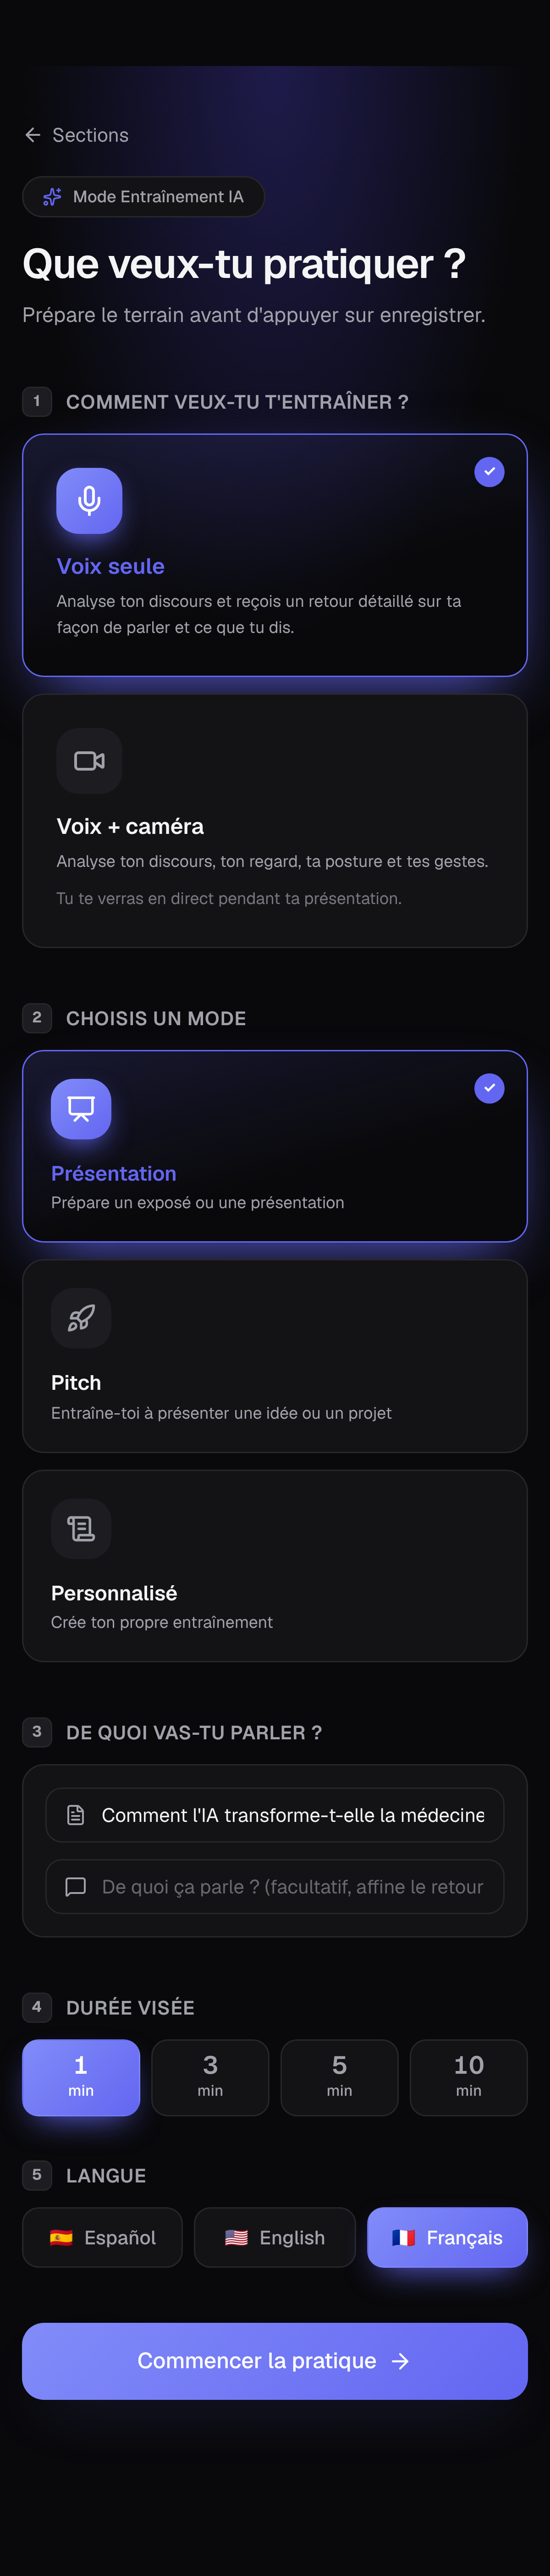 Sections
Mode Entraînement IA
Que veux-tu pratiquer ?
Prépare le terrain avant d'appuyer sur enregistrer.
1 COMMENT VEUX-TU T'ENTRAÎNER ?
Voix seule
Analyse ton discours et reçois un retour détaillé sur ta
façon de parler et ce que tu dis.
Voix + caméra
Analyse ton discours, ton regard, ta posture et tes gestes.
Tu te verras en direct pendant ta présentation.
2 CHOISIS UN MODE
Présentation
Prépare un exposé ou une présentation
Pitch
Entraîne-toi à présenter une idée ou un projet
Personnalisé
Crée ton propre entraînement
3 DE QUOI VAS-TU PARLER ?
Comment l'IA transforme-t-elle la médecine
De quoi ça parle ? (facultatif, affine le retour
4 DURÉE VISÉE
1 3 5 10
min min min min
5 LANGUE
Español English Français
Commencer la pratique